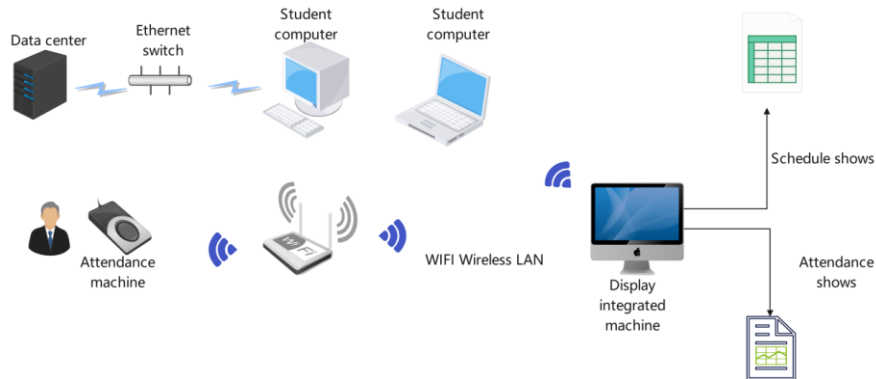 Data center
Ethernet
switch
Student
computer
Student
computer
Schedule shows
Attendance
machine
WiFi
WIFI Wireless LAN
Display
integrated
machine
Attendance
shows